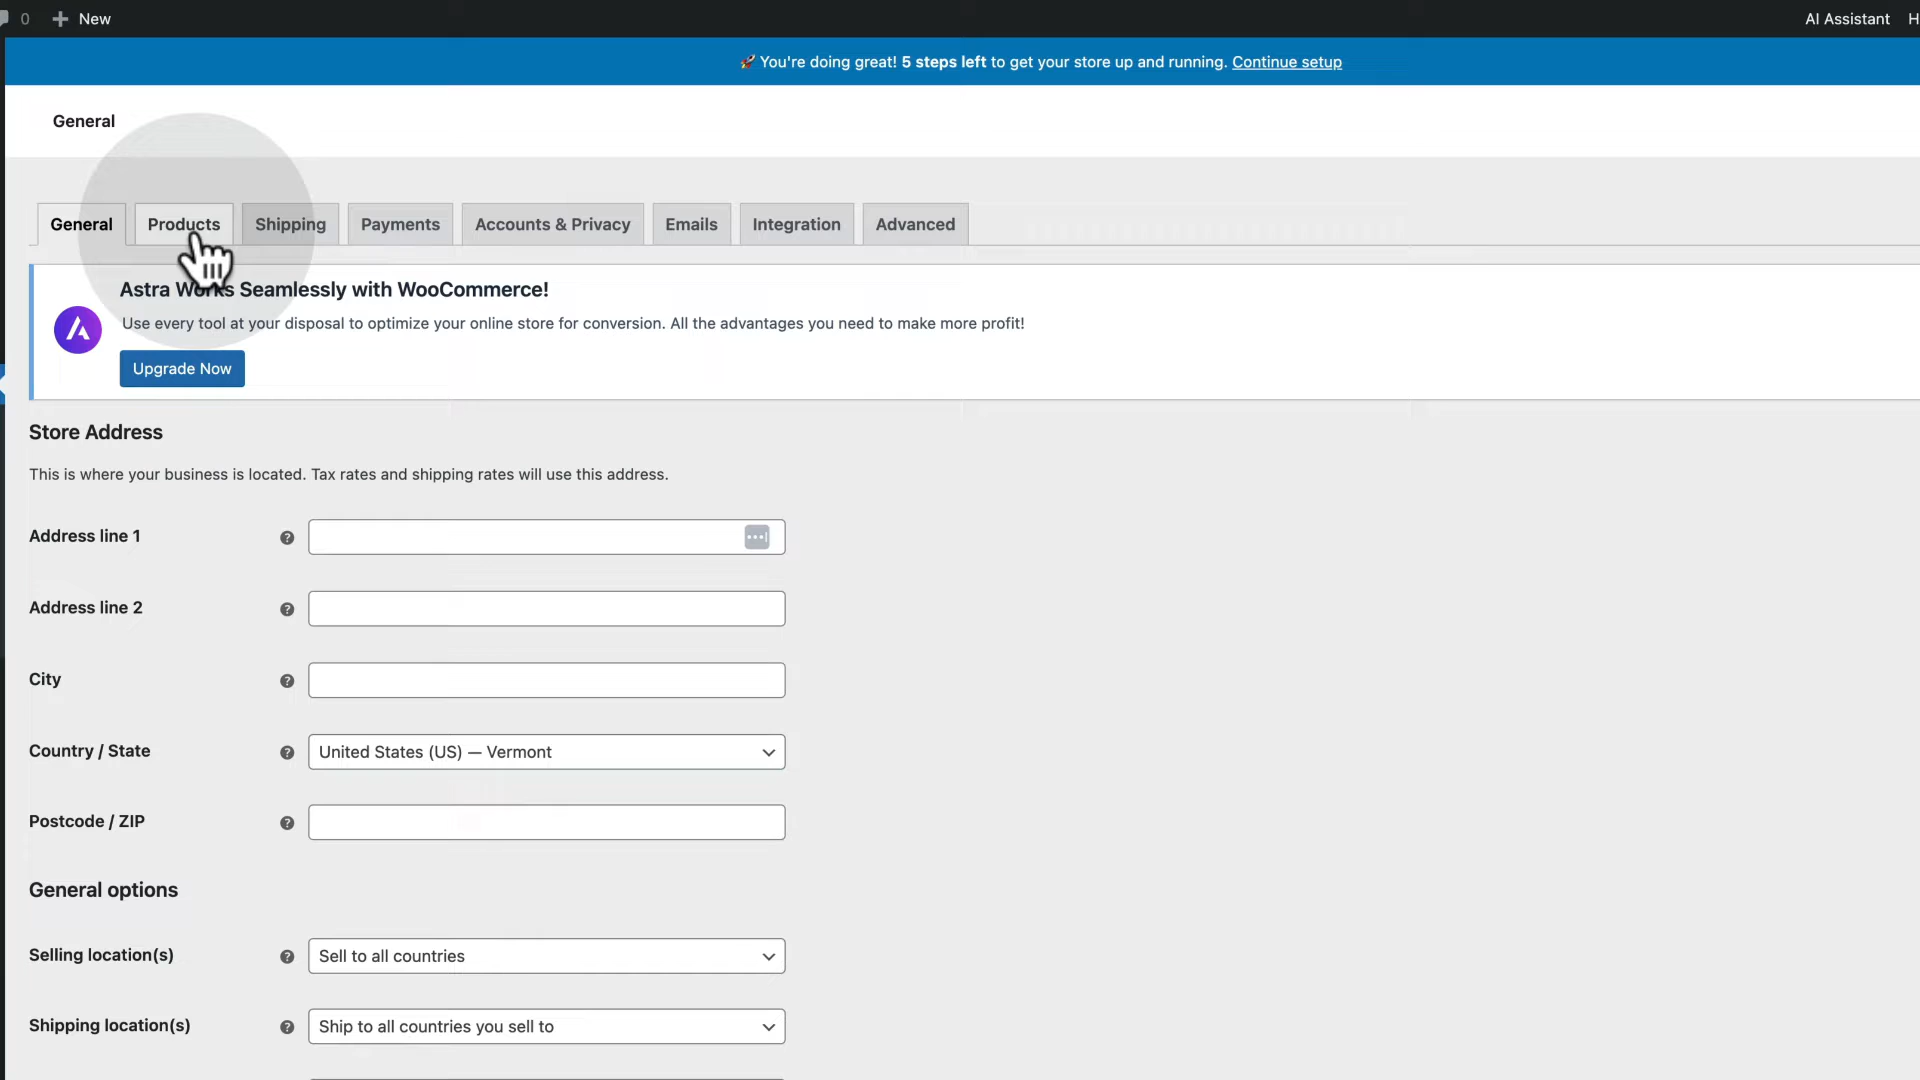 0 New AI Assistant H
🚀 You're doing great! 5 steps left to get your store up and running. Continue setup
General
General Products Shipping Payments Accounts & Privacy Emails Integration Advanced
Astra Works Seamlessly with WooCommerce!
Use every tool at your disposal to optimize your online store for conversion. All the advantages you need to make more profit!
Upgrade Now
Store Address
This is where your business is located. Tax rates and shipping rates will use this address.
Address line 1
Address line 2
City
Country / State United States (US) — Vermont
Postcode / ZIP
General options
Selling location(s) Sell to all countries
Shipping location(s) Ship to all countries you sell to